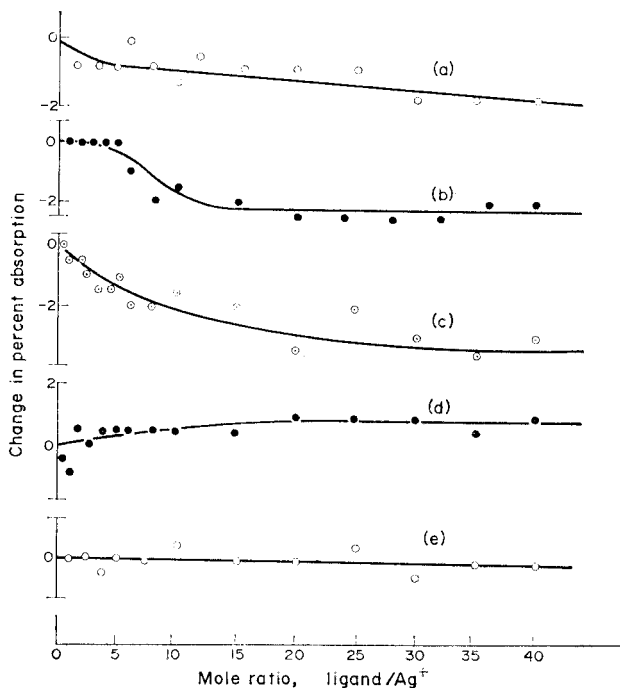 0
-2
(a)
0
-2
(b)
0
-2
(c)
2
0
(d)
0
(e)
Change in percent absorption
0 5 10 15 20 25 30 35 40
Mole ratio, ligand/Ag+